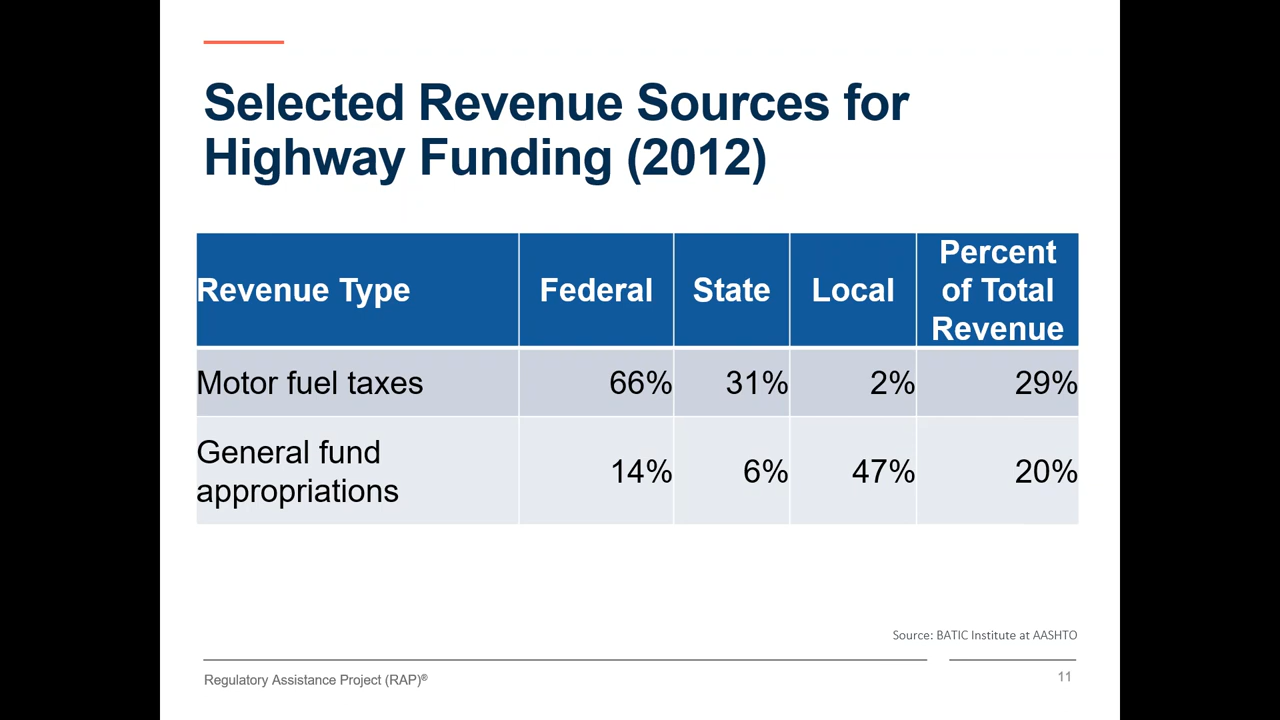 Selected Revenue Sources for
Highway Funding (2012)
Revenue Type Federal State Local Percent of Total Revenue
Motor fuel taxes 66% 31% 2% 29%
General fund appropriations 14% 6% 47% 20%
Source: BATIC Institute at AASHTO
Regulatory Assistance Project (RAP)® 11